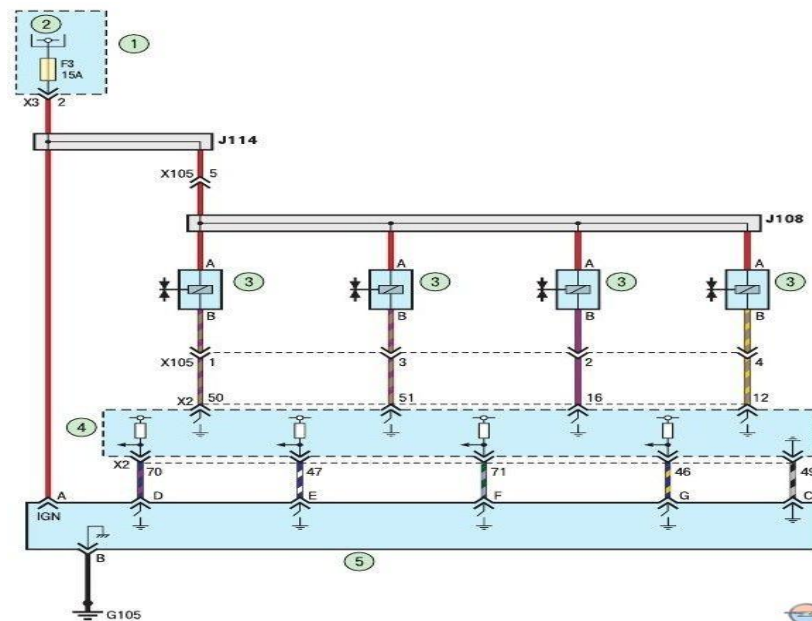 2
1
F3
15A
X3 2
J114
X105 5
J108
A A A A
3 3 3 3
B B B B
X105 1 3 2 4
X2 50 51 16 12
4
X2 70 47 71 46 49
A D E F G C
IGN
B 5
G105